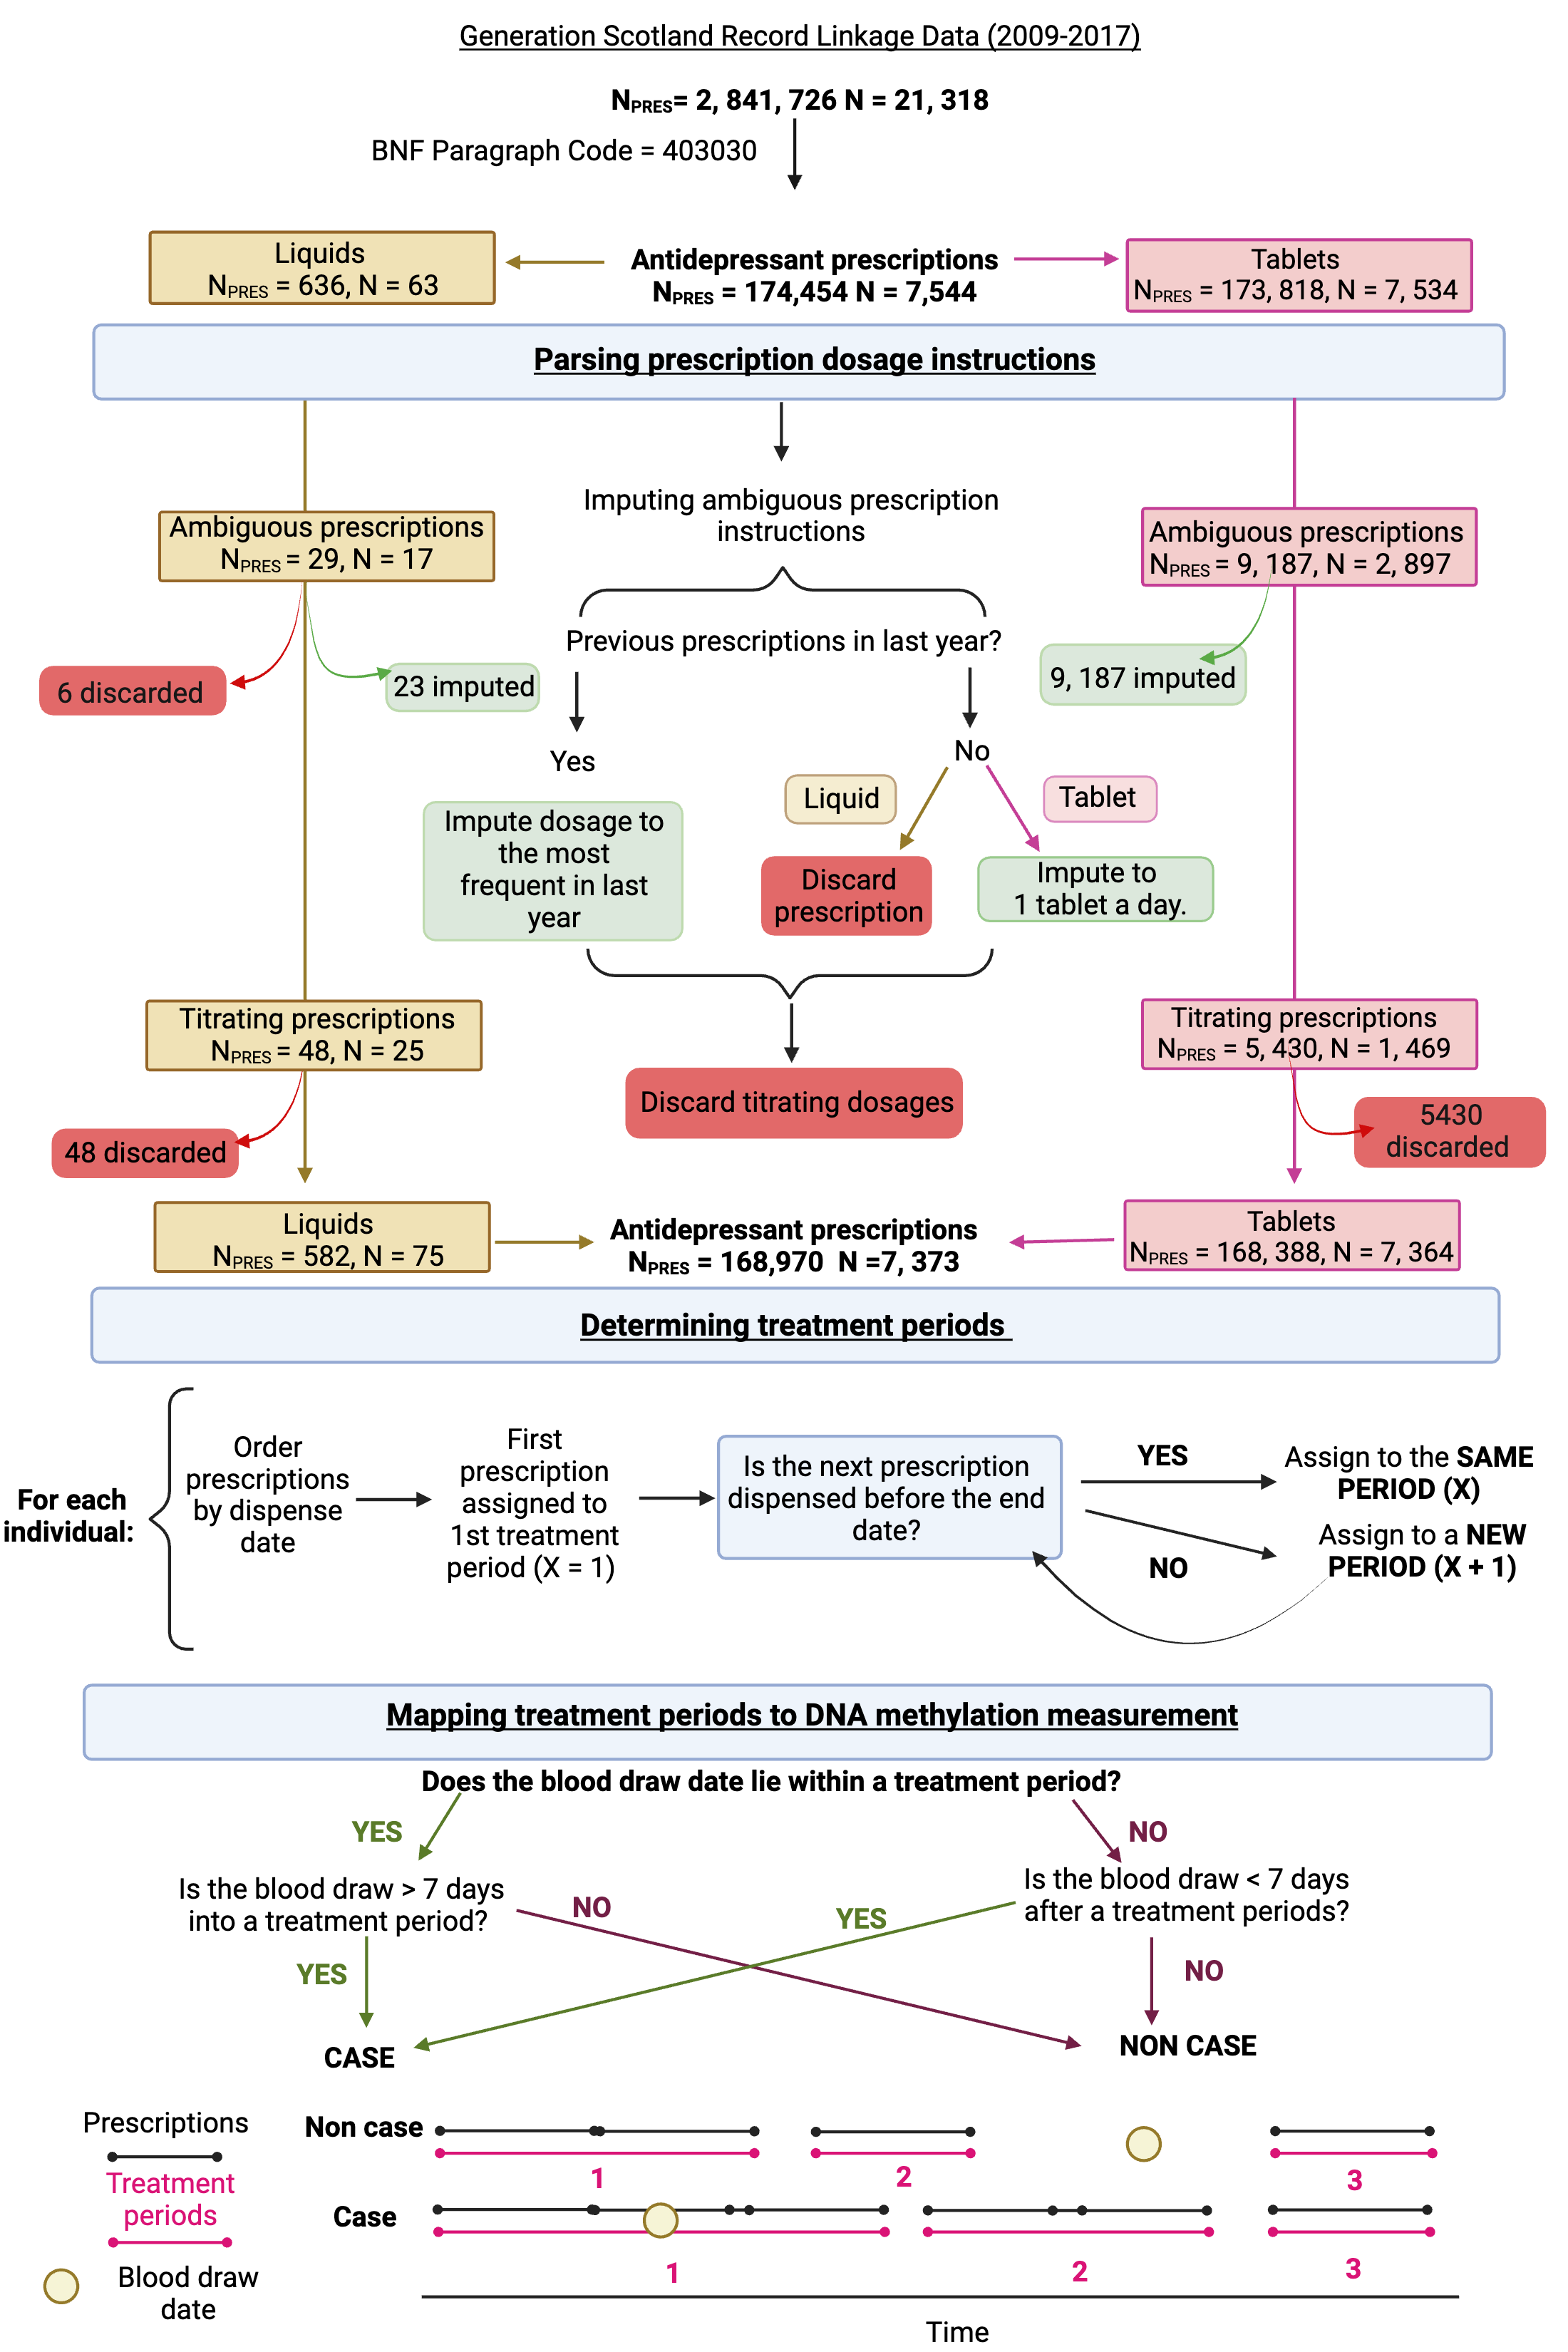 Generation Scotland Record Linkage Data (2009-2017)
NPRES= 2, 841, 726 N = 21, 318
BNF Paragraph Code = 403030
Liquids
NPRES = 636, N = 63
Antidepressant prescriptions
NPRES = 174,454 N = 7,544
Tablets
NPRES = 173, 818, N = 7, 534
Parsing prescription dosage instructions
Imputing ambiguous prescription
instructions
Ambiguous prescriptions
NPRES = 29, N = 17
Ambiguous prescriptions
NPRES = 9, 187, N = 2, 897
Previous prescriptions in last year?
6 discarded
23 imputed
9, 187 imputed
Yes
No
Liquid
Tablet
Impute dosage to
the most
frequent in last
year
Discard
prescription
Impute to
1 tablet a day.
Titrating prescriptions
NPRES = 48, N = 25
Titrating prescriptions
NPRES = 5, 430, N = 1, 469
Discard titrating dosages
48 discarded
5430
discarded
Liquids
NPRES = 582, N = 75
Antidepressant prescriptions
NPRES = 168,970 N =7, 373
Tablets
NPRES = 168, 388, N = 7, 364
Determining treatment periods
For each
individual:
Order
prescriptions
by dispense
date
First
prescription
assigned to
1st treatment
period (X = 1)
Is the next prescription
dispensed before the end
date?
YES
Assign to the SAME
PERIOD (X)
NO
Assign to a NEW
PERIOD (X + 1)
Mapping treatment periods to DNA methylation measurement
Does the blood draw date lie within a treatment period?
YES
NO
Is the blood draw > 7 days
into a treatment period?
Is the blood draw < 7 days
after a treatment periods?
NO
YES
YES
NO
CASE
NON CASE
Prescriptions
Treatment
periods
Blood draw
date
Non case
1
2
3
Case
1
2
3
Time